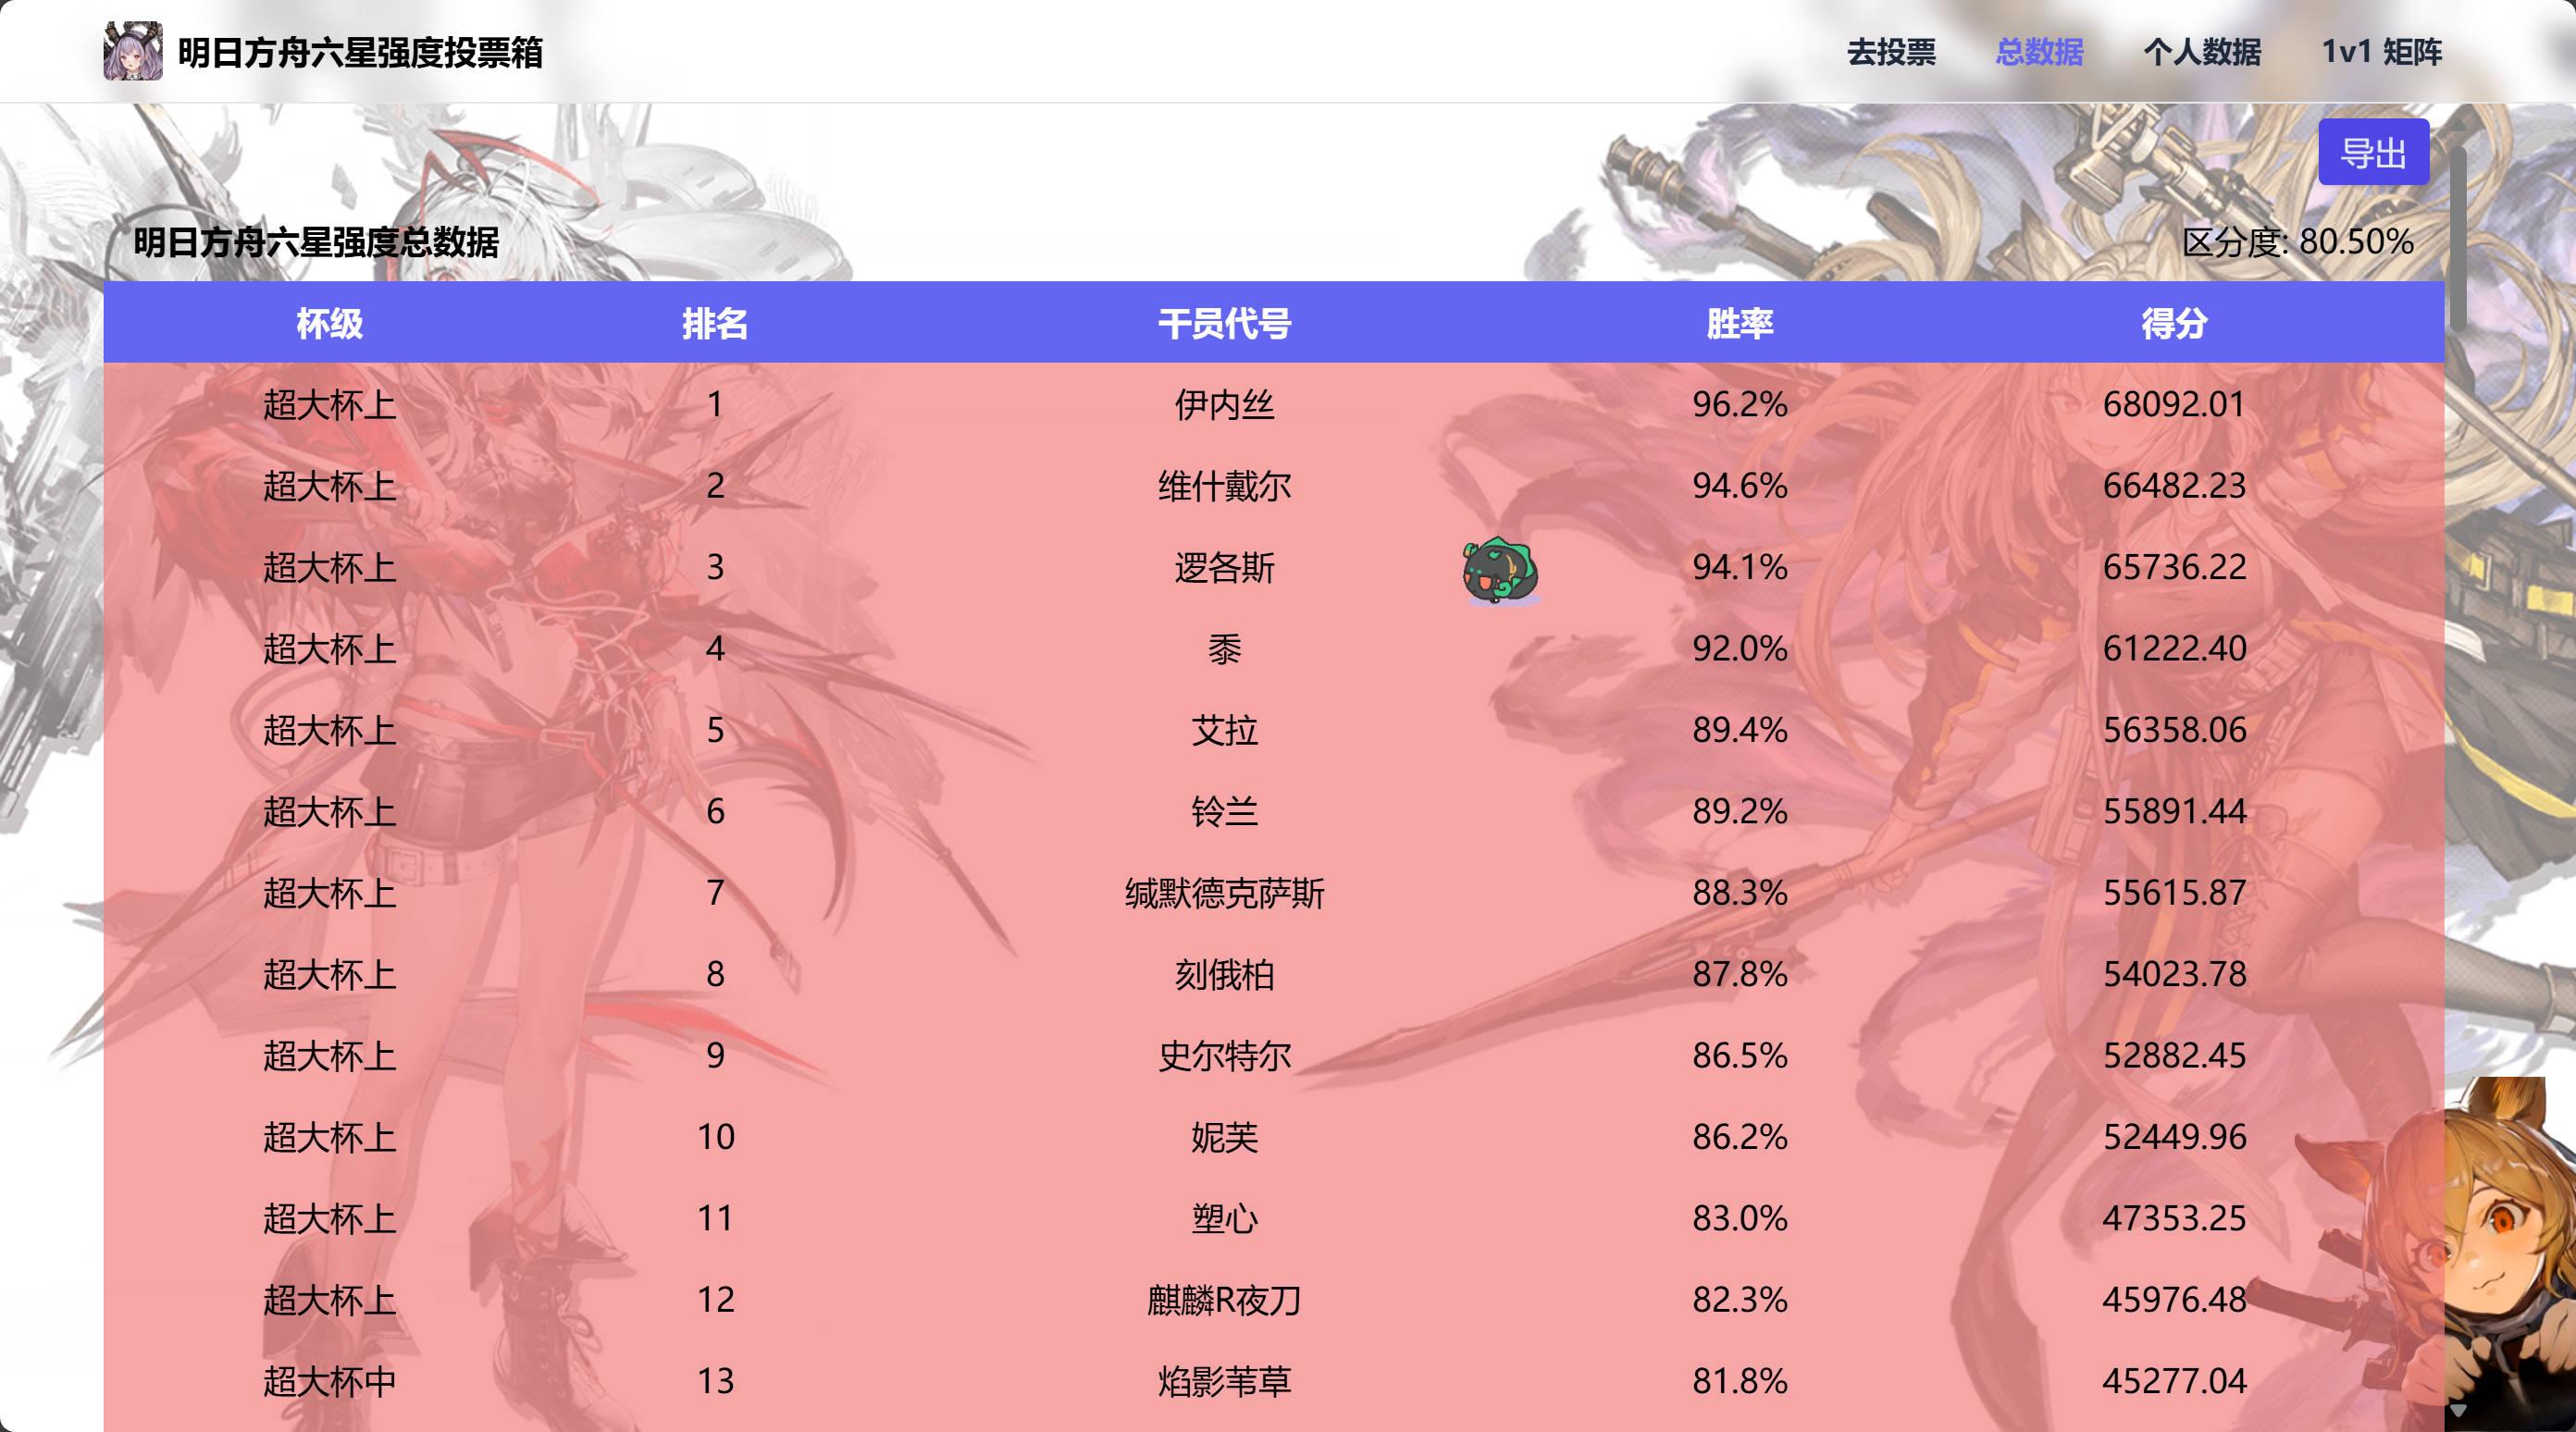 明日方舟六星强度投票箱 去投票 总数据 个人数据 1v1 矩阵
导出
明日方舟六星强度总数据 区分度: 80.50%
杯级 排名 干员代号 胜率 得分
超大杯上 1 伊内丝 96.2% 68092.01
超大杯上 2 维什戴尔 94.6% 66482.23
超大杯上 3 逻各斯 94.1% 65736.22
超大杯上 4 黍 92.0% 61222.40
超大杯上 5 艾拉 89.4% 56358.06
超大杯上 6 铃兰 89.2% 55891.44
超大杯上 7 缄默德克萨斯 88.3% 55615.87
超大杯上 8 刻俄柏 87.8% 54023.78
超大杯上 9 史尔特尔 86.5% 52882.45
超大杯上 10 妮芙 86.2% 52449.96
超大杯上 11 塑心 83.0% 47353.25
超大杯上 12 麒麟R夜刀 82.3% 45976.48
超大杯中 13 焰影苇草 81.8% 45277.04